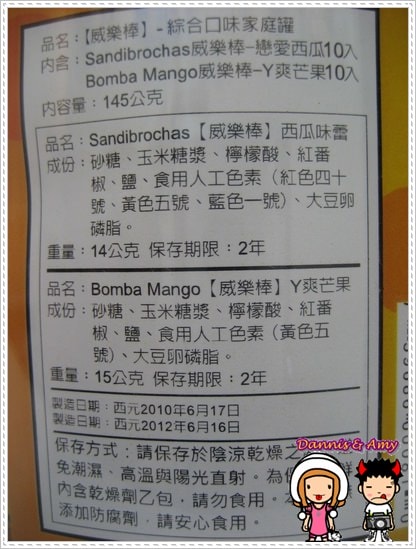 品名：【威樂棒】- 綜合口味家庭罐
內含：Sandibrochas威樂棒-戀愛西瓜10入
Bomba Mango威樂棒-Y爽芒果10入
內容量：145公克
品名：Sandibrochas【威樂棒】西瓜味蕾
成份：砂糖、玉米糖漿、檸檬酸、紅番
椒、鹽、食用人工色素（紅色四十
號、黃色五號、藍色一號）、大豆卵
磷脂。
重量：14公克 保存期限：2年
品名：Bomba Mango【威樂棒】Y爽芒果
成份：砂糖、玉米糖漿、檸檬酸、紅番
椒、鹽、食用人工色素（黃色五
號）、大豆卵磷脂。
重量：15公克 保存期限：2年
製造日期：西元2010年6月17日
製造日期：西元2012年6月16日
保存方式：請保存於陰涼乾燥之
免潮濕、高溫與陽光直射。為
內含乾燥劑乙包，請勿食用。
添加防腐劑，請安心食用。
Dannis & Amy